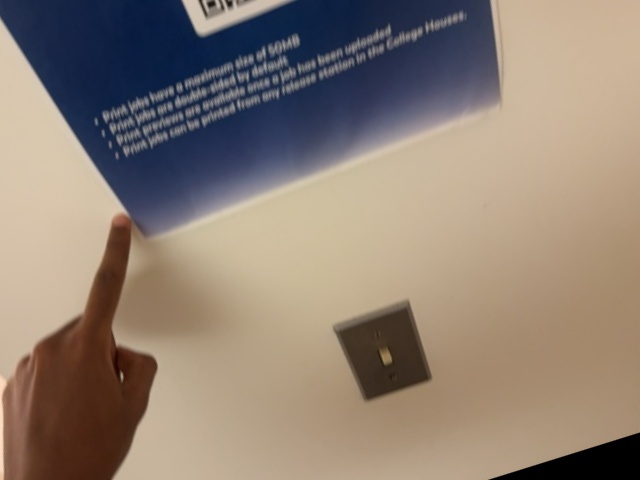 • Print jobs have a maximum size of 50MB
• Print jobs are double-sided by default
• Print previews are available once a job has been uploaded
• Print jobs can be printed from any release station in the College Houses.